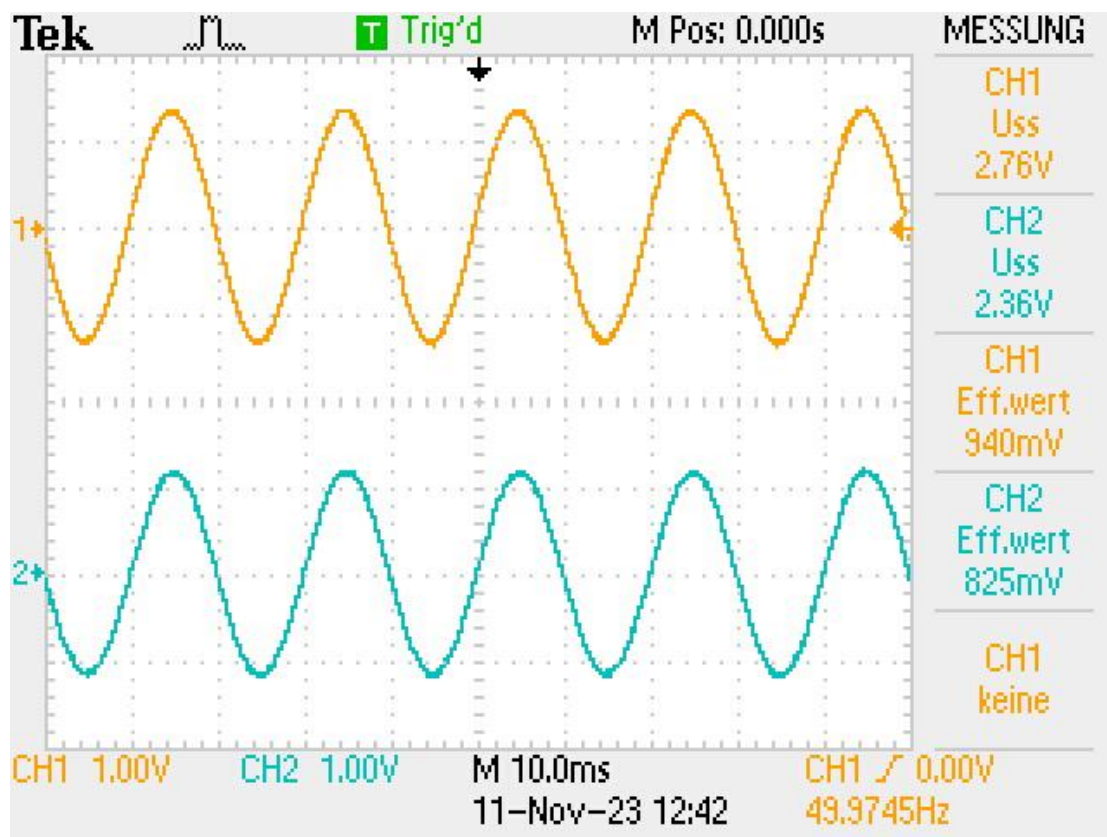 Tek T Trig'd M Pos: 0.000s MESSUNG
CH1
Uss
2.76V
CH2
Uss
2.36V
CH1
Eff.wert
940mV
CH2
Eff.wert
825mV
CH1
keine
1
2
CH1 1.00V CH2 1.00V M 10.0ms CH1 0.00V
11-Nov-23 12:42 49.9745Hz